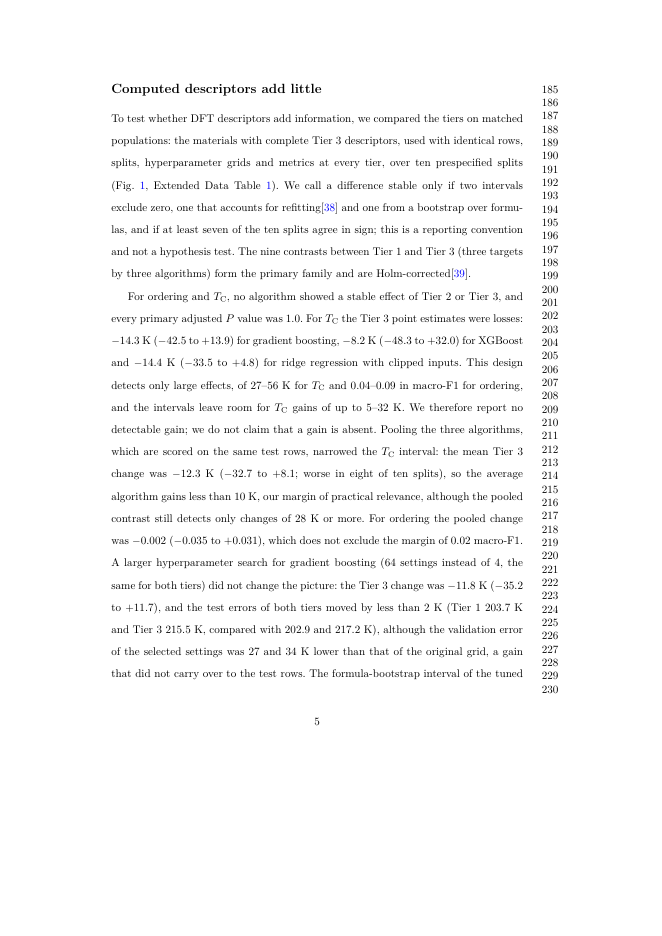 Computed descriptors add little
To test whether DFT descriptors add information, we compared the tiers on matched
populations: the materials with complete Tier 3 descriptors, used with identical rows,
splits, hyperparameter grids and metrics at every tier, over ten prespecified splits
(Fig. 1, Extended Data Table 1). We call a difference stable only if two intervals
exclude zero, one that accounts for refitting[38] and one from a bootstrap over formu-
las, and if at least seven of the ten splits agree in sign; this is a reporting convention
and not a hypothesis test. The nine contrasts between Tier 1 and Tier 3 (three targets
by three algorithms) form the primary family and are Holm-corrected[39].
For ordering and T_C, no algorithm showed a stable effect of Tier 2 or Tier 3, and
every primary adjusted P value was 1.0. For T_C the Tier 3 point estimates were losses:
−14.3 K (−42.5 to +13.9) for gradient boosting, −8.2 K (−48.3 to +32.0) for XGBoost
and −14.4 K (−33.5 to +4.8) for ridge regression with clipped inputs. This design
detects only large effects, of 27–56 K for T_C and 0.04–0.09 in macro-F1 for ordering,
and the intervals leave room for T_C gains of up to 5–32 K. We therefore report no
detectable gain; we do not claim that a gain is absent. Pooling the three algorithms,
which are scored on the same test rows, narrowed the T_C interval: the mean Tier 3
change was −12.3 K (−32.7 to +8.1; worse in eight of ten splits), so the average
algorithm gains less than 10 K, our margin of practical relevance, although the pooled
contrast still detects only changes of 28 K or more. For ordering the pooled change
was −0.002 (−0.035 to +0.031), which does not exclude the margin of 0.02 macro-F1.
A larger hyperparameter search for gradient boosting (64 settings instead of 4, the
same for both tiers) did not change the picture: the Tier 3 change was −11.8 K (−35.2
to +11.7), and the test errors of both tiers moved by less than 2 K (Tier 1 203.7 K
and Tier 3 215.5 K, compared with 202.9 and 217.2 K), although the validation error
of the selected settings was 27 and 34 K lower than that of the original grid, a gain
that did not carry over to the test rows. The formula-bootstrap interval of the tuned
5
185
186
187
188
189
190
191
192
193
194
195
196
197
198
199
200
201
202
203
204
205
206
207
208
209
210
211
212
213
214
215
216
217
218
219
220
221
222
223
224
225
226
227
228
229
230